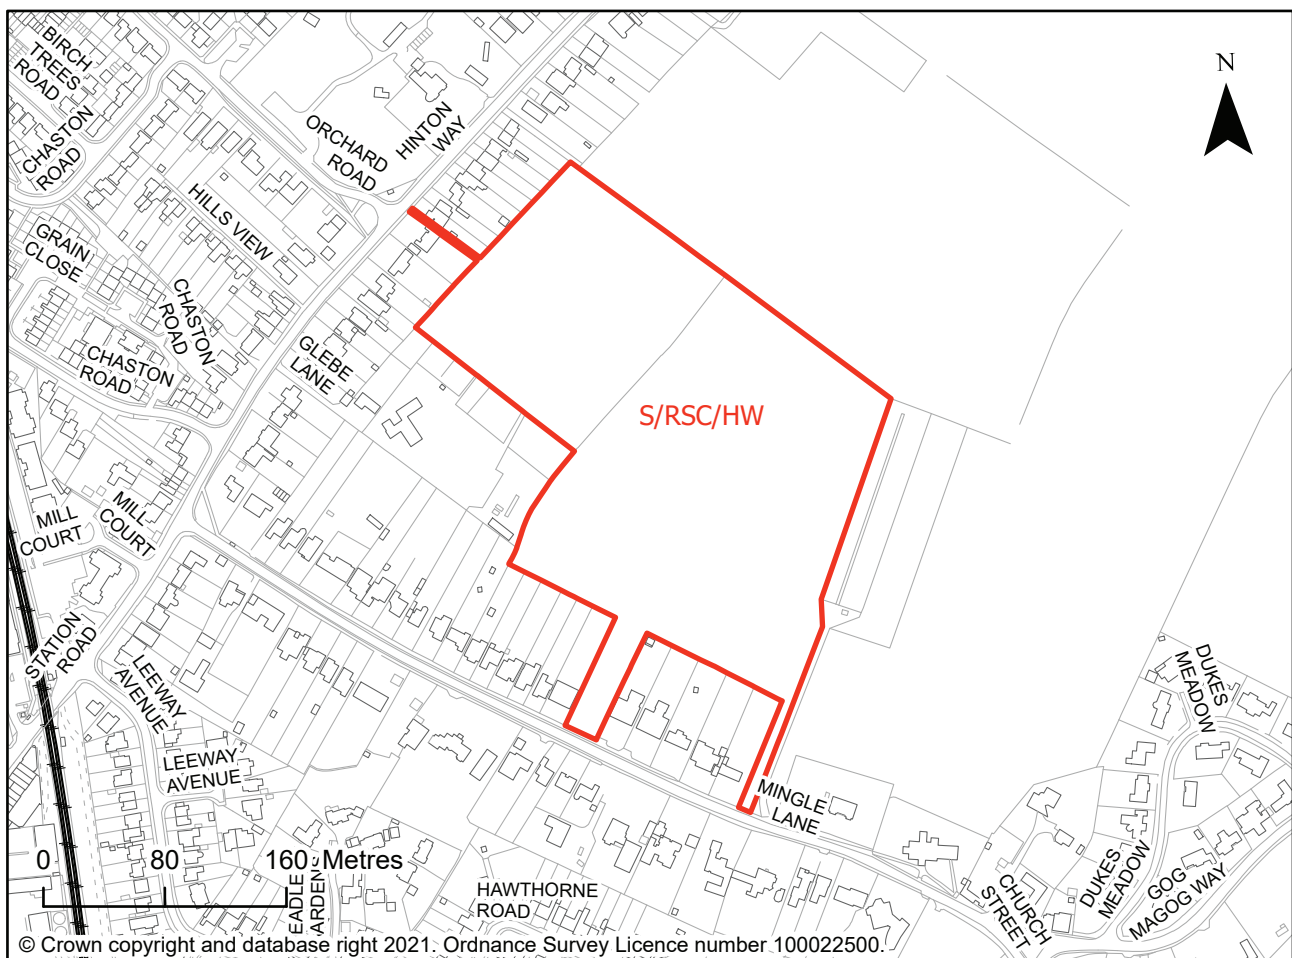 BIRCH
TREES
ROAD
CHASTON
ROAD
ORCHARD
ROAD
HINTON
WAY
N
HILLS VIEW
GRAIN
CLOSE
CHASTON
ROAD
CHASTON
ROAD
GLEBE
LANE
S/RSC/HW
MILL
COURT
MILL
COURT
STATION
ROAD
LEEWAY
AVENUE
LEEWAY
AVENUE
DUKES
MEADOW
MINGLE
LANE
0 80 160 Metres
HAWTHORNE
ROAD
CHURCH
STREET
DUKES
MEADOW
GOG
MAGOG WAY
© Crown copyright and database right 2021. Ordnance Survey Licence number 100022500.